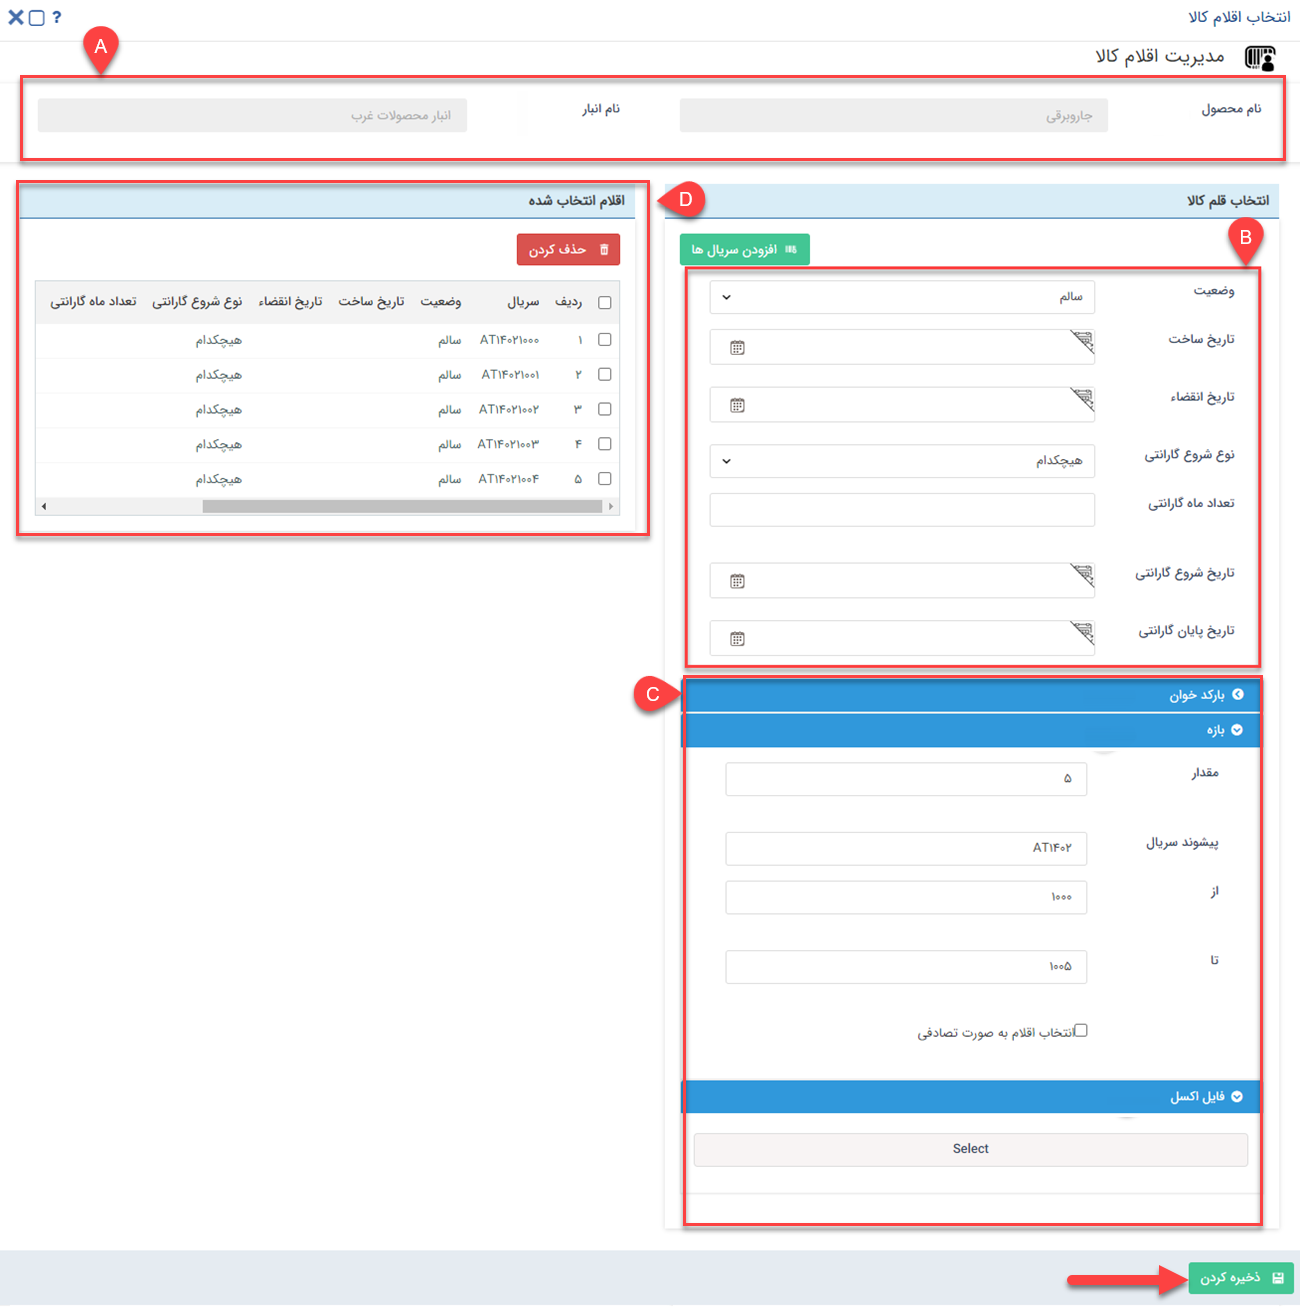 انتخاب اقلام کالا
?
مدیریت اقلام کالا
A
نام محصول
جاروبرقی
نام انبار
انبار محصولات غرب
انتخاب قلم کالا
B
افزودن سریال ها
وضعیت
سالم
تاریخ ساخت
تاریخ انقضاء
نوع شروع گارانتی
هیچکدام
تعداد ماه گارانتی
تاریخ شروع گارانتی
تاریخ پایان گارانتی
C
بارکد خوان
بازه
مقدار
۵
پیشوند سریال
AT۱۴۰۲
از
۱۰۰۰
تا
۱۰۰۵
انتخاب اقلام به صورت تصادفی
فایل اکسل
Select
D
اقلام انتخاب شده
حذف کردن
ردیف سریال وضعیت تاریخ ساخت تاریخ انقضاء نوع شروع گارانتی تعداد ماه گارانتی
۱ AT۱۴۰۲۱۰۰۰ سالم هیچکدام
۲ AT۱۴۰۲۱۰۰۱ سالم هیچکدام
۳ AT۱۴۰۲۱۰۰۲ سالم هیچکدام
۴ AT۱۴۰۲۱۰۰۳ سالم هیچکدام
۵ AT۱۴۰۲۱۰۰۴ سالم هیچکدام
ذخیره کردن